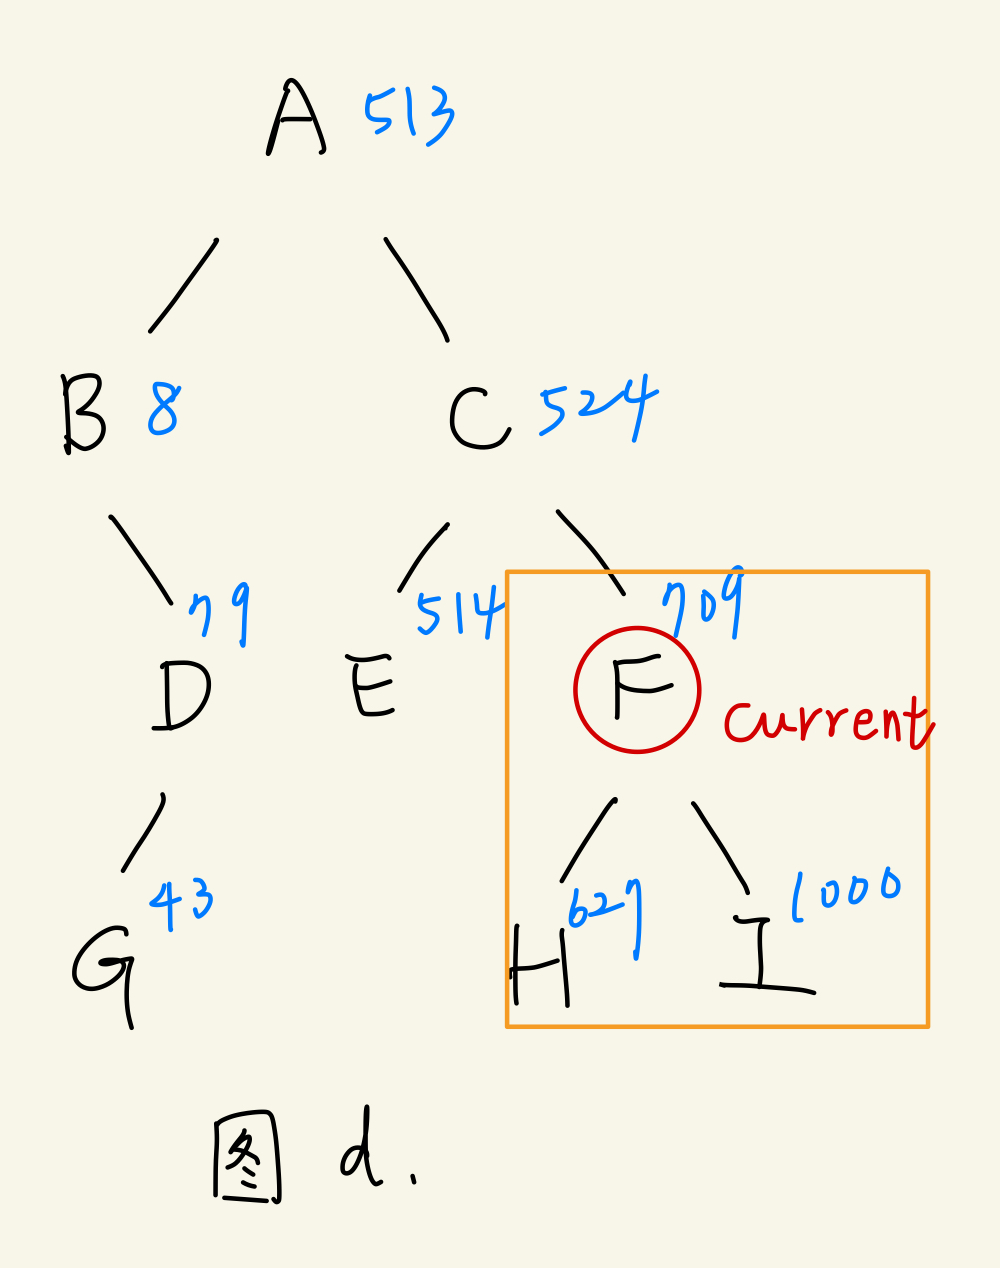 A 513
B 8 C 524
79 514 709
D E F current
43 627 1000
G H I
图 d.